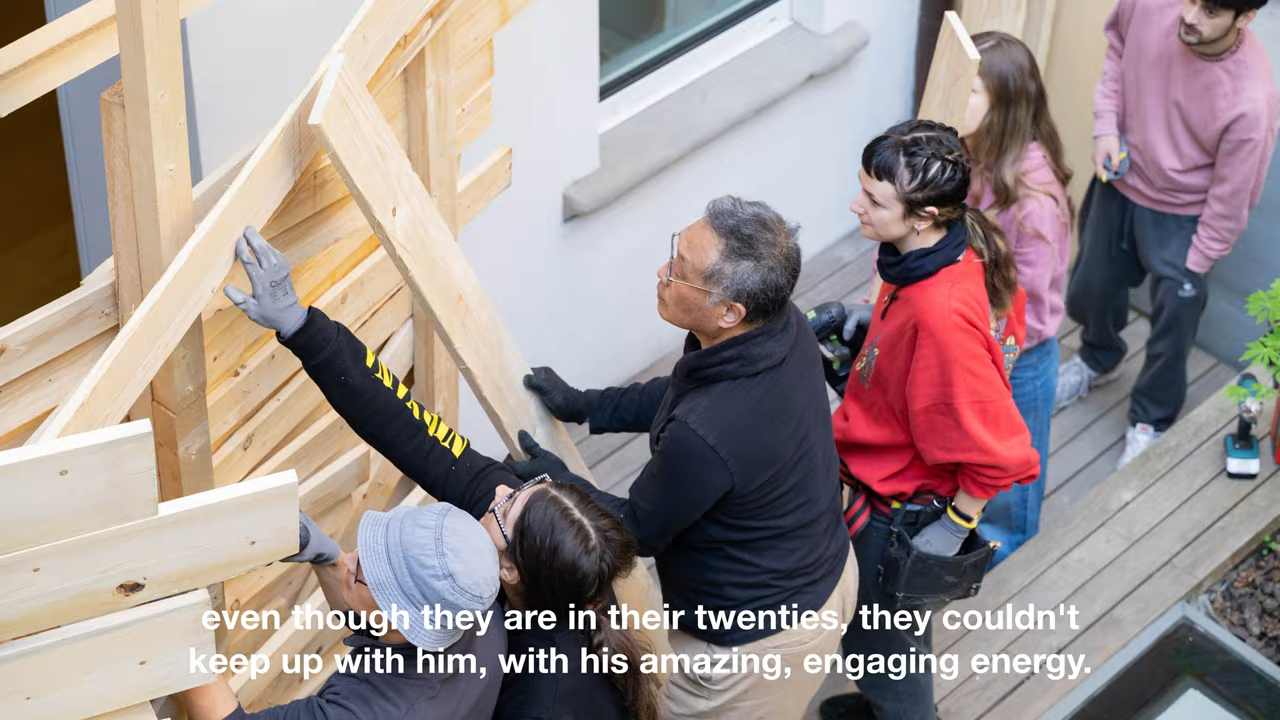 even though they are in their twenties, they couldn't
keep up with him, with his amazing, engaging energy.